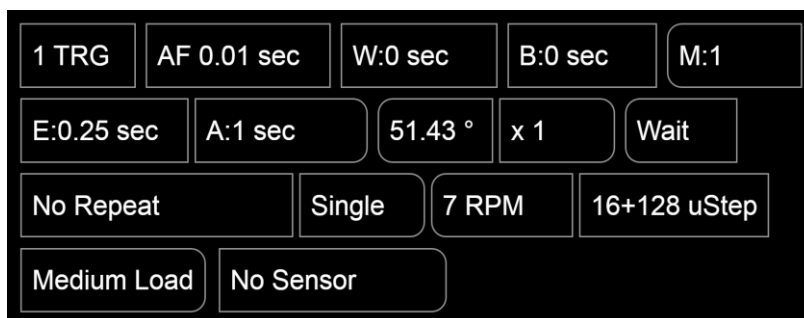 1 TRG AF 0.01 sec W:0 sec B:0 sec M:1
E:0.25 sec A:1 sec 51.43 ° x 1 Wait
No Repeat Single 7 RPM 16+128 uStep
Medium Load No Sensor